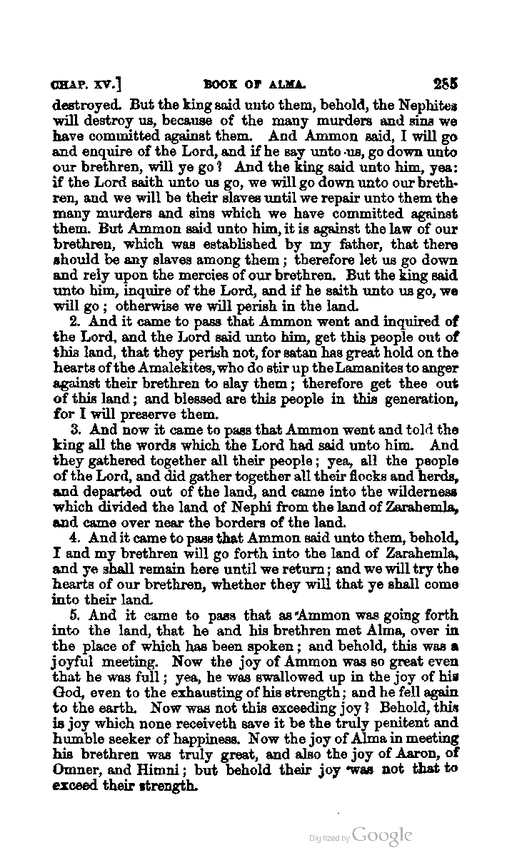 CHAP. XV.] BOOK OF ALMA. 285
destroyed. But the king said unto them, behold, the Nephites
will destroy us, because of the many murders and sins we
have committed against them. And Ammon said, I will go
and enquire of the Lord, and if he say unto us, go down unto
our brethren, will ye go? And the king said unto him, yea:
if the Lord saith unto us go, we will go down unto our breth-
ren, and we will be their slaves until we repair unto them the
many murders and sins which we have committed against
them. But Ammon said unto him, it is against the law of our
brethren, which was established by my father, that there
should be any slaves among them; therefore let us go down
and rely upon the mercies of our brethren. But the king said
unto him, inquire of the Lord, and if he saith unto us go, we
will go; otherwise we will perish in the land.
2. And it came to pass that Ammon went and inquired of
the Lord, and the Lord said unto him, get this people out of
this land, that they perish not, for satan has great hold on the
hearts of the Amalekites, who do stir up the Lamanites to anger
against their brethren to slay them; therefore get thee out
of this land; and blessed are this people in this generation,
for I will preserve them.
3. And now it came to pass that Ammon went and told the
king all the words which the Lord had said unto him. And
they gathered together all their people; yea, all the people
of the Lord, and did gather together all their flocks and herds,
and departed out of the land, and came into the wilderness
which divided the land of Nephi from the land of Zarahemla,
and came over near the borders of the land.
4. And it came to pass that Ammon said unto them, behold,
I and my brethren will go forth into the land of Zarahemla,
and ye shall remain here until we return; and we will try the
hearts of our brethren, whether they will that ye shall come
into their land.
5. And it came to pass that as Ammon was going forth
into the land, that he and his brethren met Alma, over in
the place of which has been spoken; and behold, this was a
joyful meeting. Now the joy of Ammon was so great even
that he was full; yea, he was swallowed up in the joy of his
God, even to the exhausting of his strength; and he fell again
to the earth. Now was not this exceeding joy? Behold, this
is joy which none receiveth save it be the truly penitent and
humble seeker of happiness. Now the joy of Alma in meeting
his brethren was truly great, and also the joy of Aaron, of
Omner, and Himni; but behold their joy was not that to
exceed their strength.
Digitized by Google